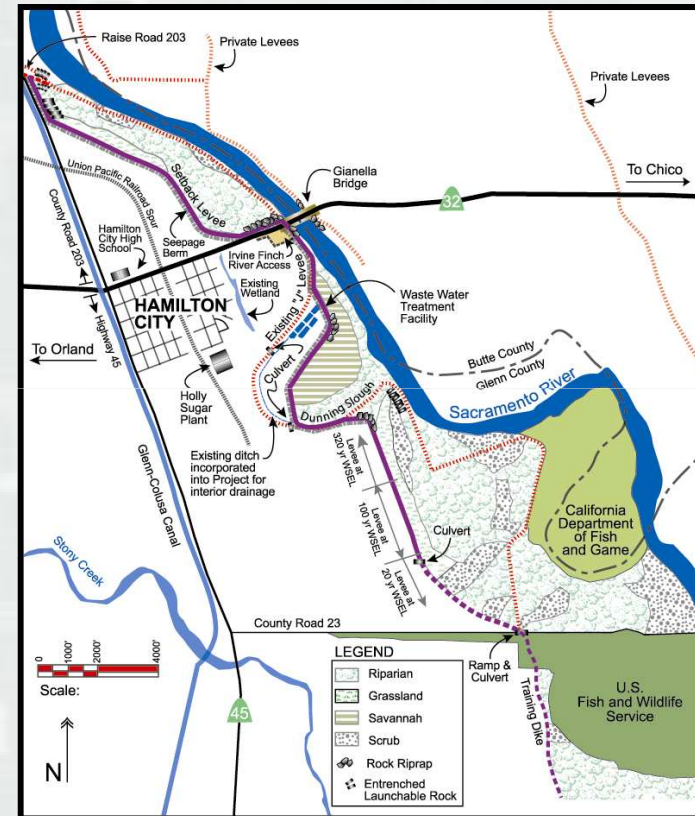 Raise Road 203
Private Levees
Private Levees
To Chico
Gianella
Bridge
32
Union Pacific Railroad Spur
Setback Levee
County Road 203
Hamilton
City High
School
Seepage
Berm
Irvine Finch
River Access
Existing "J" Levee
Waste Water
Treatment
Facility
HAMILTON
CITY
Existing
Wetland
Highway 45
To Orland
Culvert
Butte County
Glenn County
Sacramento River
Holly
Sugar
Plant
Dunning Slough
Existing ditch
incorporated
into Project for
interior drainage
Levee at
320 yr WSEL
Levee at
100 yr WSEL
Levee at
20 yr WSEL
Culvert
California
Department
of Fish
and Game
Glenn-Colusa Canal
Stony Creek
County Road 23
Ramp &
Culvert
Training Dike
U.S.
Fish and Wildlife
Service
0 1000' 2000' 4000'
Scale:
N
45
LEGEND
Riparian
Grassland
Savannah
Scrub
Rock Riprap
Entrenched
Launchable Rock